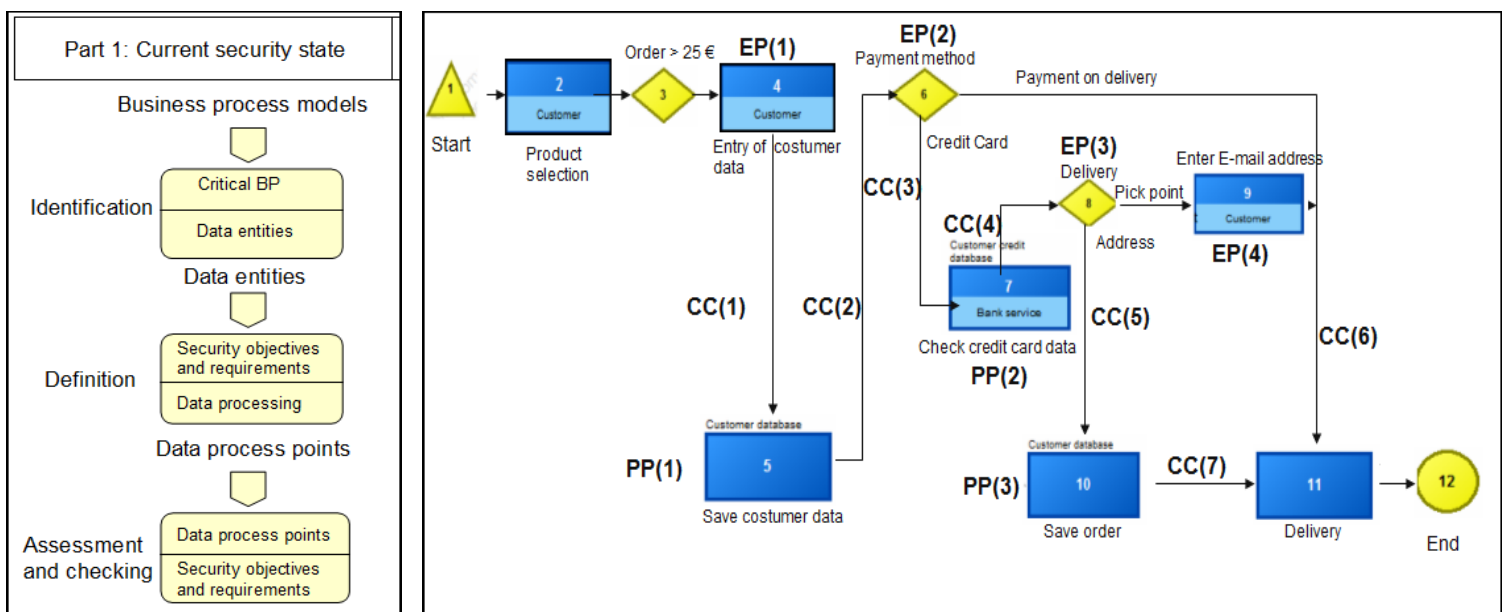 Part 1: Current security state
Business process models
Critical BP
Identification
Data entities
Data entities
Security objectives
and requirements
Definition
Data processing
Data process points
Data process points
Assessment
and checking
Security objectives
and requirements
1
Start
2
Customer
Product
selection
Order > 25 €
3
EP(1)
4
Customer
Entry of costumer
data
EP(2)
Payment method
6
Payment on delivery
Credit Card
CC(3)
EP(3)
Delivery
8
Pick point
Address
Enter E-mail address
9
Customer
EP(4)
CC(4)
Customer credit
database
7
Bank service
Check credit card data
PP(2)
CC(1)
CC(2)
CC(5)
CC(6)
Customer database
PP(1)
5
Save costumer data
Customer database
PP(3)
10
Save order
CC(7)
11
Delivery
12
End